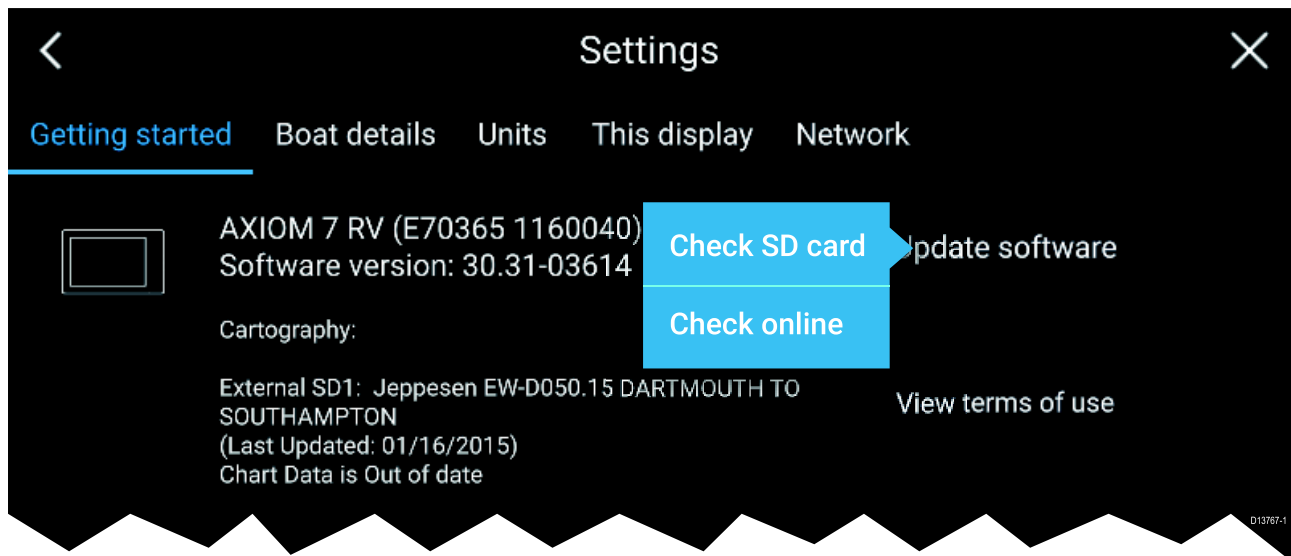 Settings
Getting started Boat details Units This display Network
AXIOM 7 RV (E70365 1160040)
Software version: 30.31-03614
Check SD card
Update software
Check online
Cartography:
External SD1: Jeppesen EW-D050.15 DARTMOUTH TO
SOUTHAMPTON
(Last Updated: 01/16/2015)
Chart Data is Out of date
View terms of use
D13767-1